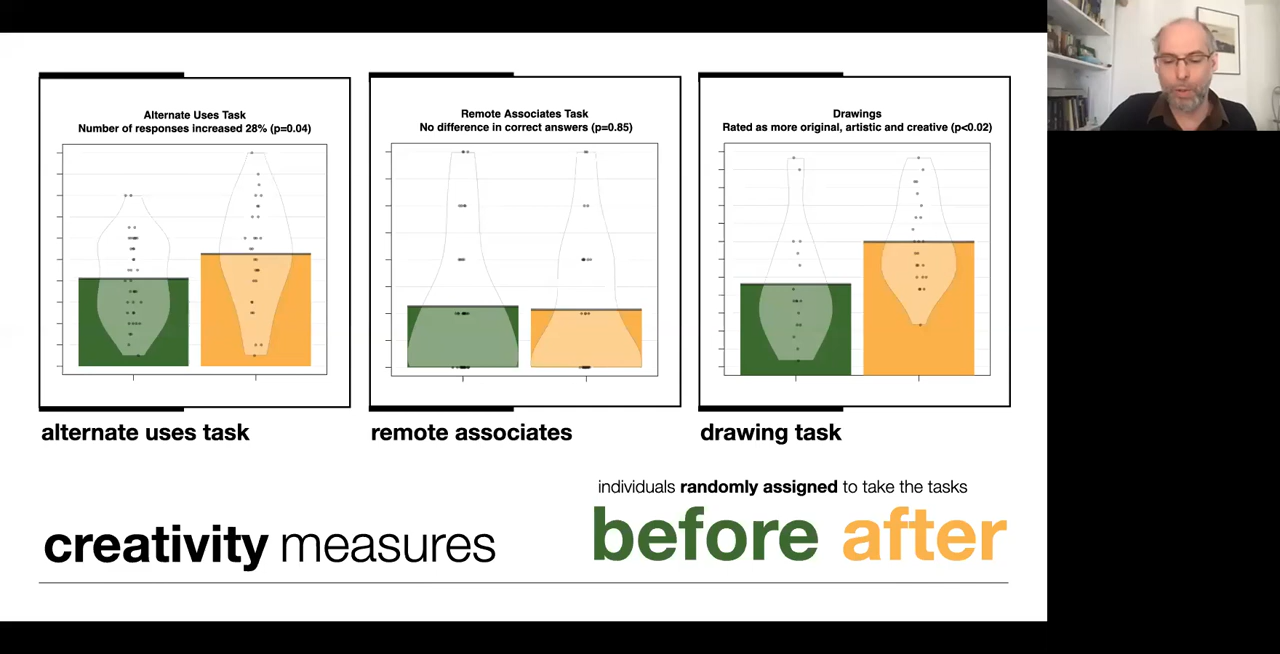 Alternate Uses Task
Number of responses increased 28% (p=0.04)
Remote Associates Task
No difference in correct answers (p=0.85)
Drawings
Rated as more original, artistic and creative (p<0.02)
alternate uses task
remote associates
drawing task
individuals randomly assigned to take the tasks
creativity measures
before after